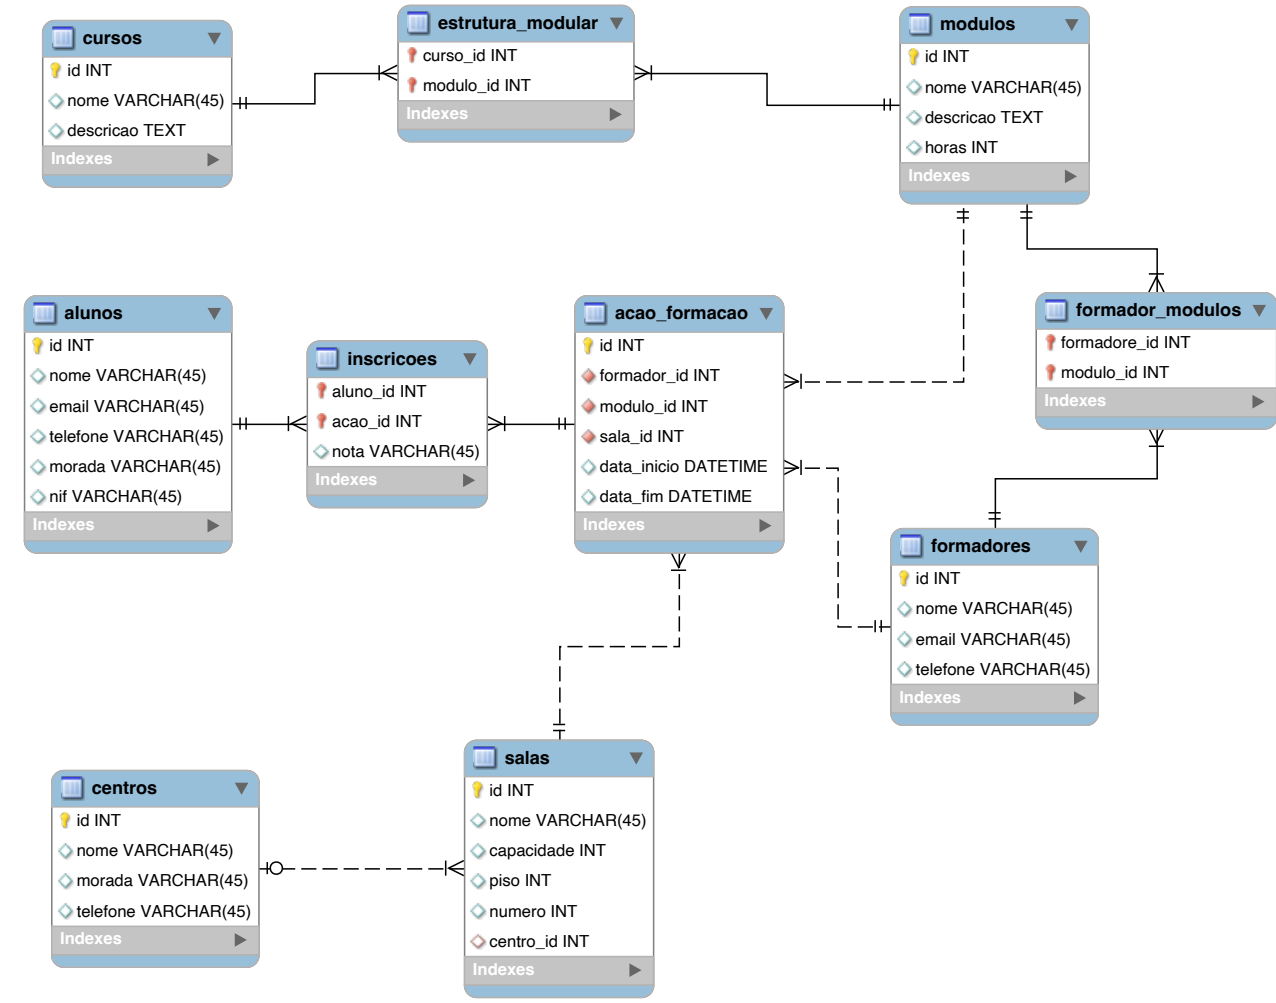 cursos
id INT
nome VARCHAR(45)
descricao TEXT
Indexes
estrutura_modular
curso_id INT
modulo_id INT
Indexes
modulos
id INT
nome VARCHAR(45)
descricao TEXT
horas INT
Indexes
alunos
id INT
nome VARCHAR(45)
email VARCHAR(45)
telefone VARCHAR(45)
morada VARCHAR(45)
nif VARCHAR(45)
Indexes
inscricoes
aluno_id INT
acao_id INT
nota VARCHAR(45)
Indexes
acao_formacao
id INT
formador_id INT
modulo_id INT
sala_id INT
data_inicio DATETIME
data_fim DATETIME
Indexes
formador_modulos
formadore_id INT
modulo_id INT
Indexes
formadores
id INT
nome VARCHAR(45)
email VARCHAR(45)
telefone VARCHAR(45)
Indexes
centros
id INT
nome VARCHAR(45)
morada VARCHAR(45)
telefone VARCHAR(45)
Indexes
salas
id INT
nome VARCHAR(45)
capacidade INT
piso INT
numero INT
centro_id INT
Indexes